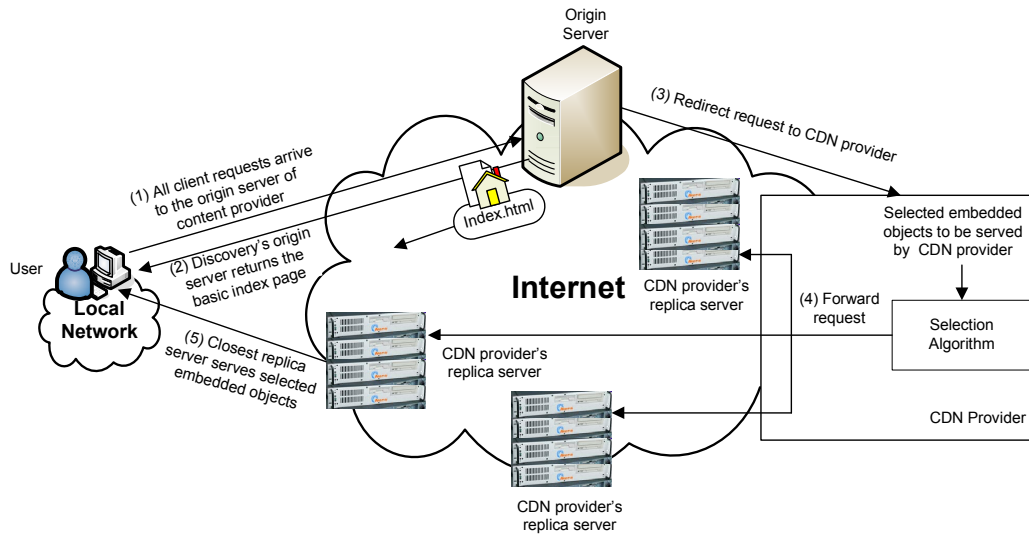 Origin
Server
(3) Redirect request to CDN provider
(1) All client requests arrive
to the origin server of
content provider
Index.html
(2) Discovery's origin
server returns the
basic index page
User
Local
Network
Internet
CDN provider's
replica server
Selected embedded
objects to be served
by CDN provider
(4) Forward
request
Selection
Algorithm
CDN Provider
(5) Closest replica
server serves selected
embedded objects
CDN provider's
replica server
CDN provider's
replica server